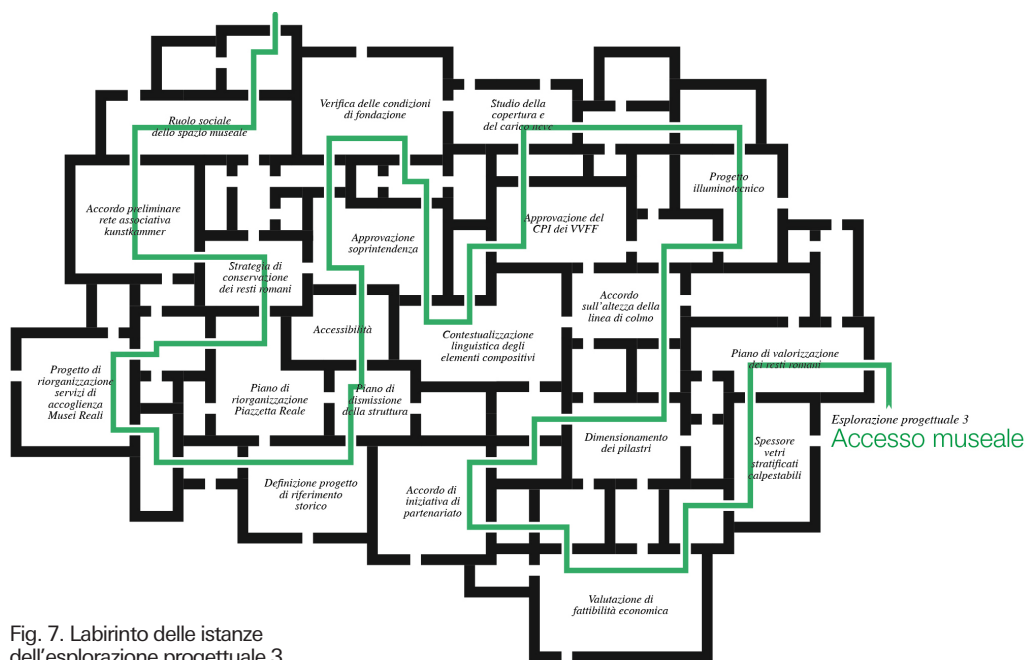 Ruolo sociale
dello spazio museale
Verifica delle condizioni
di fondazione
Studio della
copertura e
del carico neve
Progetto
illuminotecnico
Accordo preliminare
rete associativa
kunstkammer
Approvazione
soprintendenza
Approvazione del
CPI dei VVFF
Strategia di
conservazione
dei resti romani
Accessibilità
Contestualizzazione
linguistica degli
elementi compositivi
Accordo
sull'altezza della
linea di colmo
Piano di valorizzazione
dei resti romani
Progetto di
riorganizzazione
servizi di
accoglienza
Musei Reali
Piano di
riorganizzazione
Piazzetta Reale
Piano di
dismissione
della struttura
Dimensionamento
dei pilastri
Spessore
vetri
stratificati
calpestabili
Esplorazione progettuale 3
Accesso museale
Definizione progetto
di riferimento
storico
Accordo di
iniziativa di
partenariato
Valutazione di
fattibilità economica
Fig. 7. Labirinto delle istanze
dell'esplorazione progettuale 3